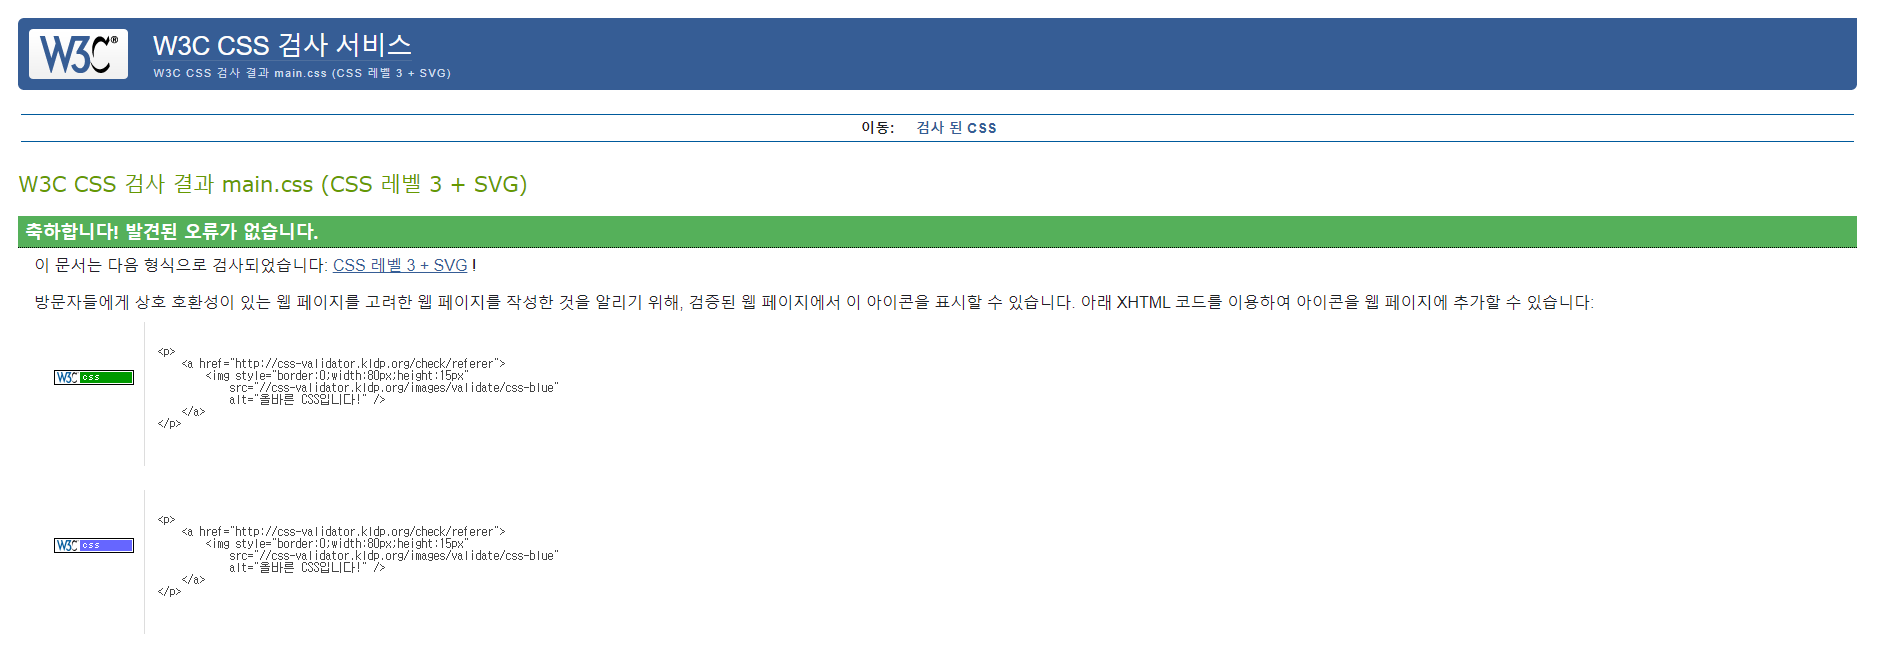 W3C®
W3C CSS 검사 서비스
W3C CSS 검사 결과 main.css (CSS 레벨 3 + SVG)
이동: 검사 된 CSS
W3C CSS 검사 결과 main.css (CSS 레벨 3 + SVG)
축하합니다! 발견된 오류가 없습니다.
이 문서는 다음 형식으로 검사되었습니다: CSS 레벨 3 + SVG !
방문자들에게 상호 호환성이 있는 웹 페이지를 고려한 웹 페이지를 작성한 것을 알리기 위해, 검증된 웹 페이지에서 이 아이콘을 표시할 수 있습니다. 아래 XHTML 코드를 이용하여 아이콘을 웹 페이지에 추가할 수 있습니다:
W3C css
<p>
<a href="http://css-validator.kldp.org/check/referer">
<img style="border:0;width:80px;height:15px"
src="//css-validator.kldp.org/images/validate/css-blue"
alt="올바른 CSS입니다!" />
</a>
</p>
W3C css
<p>
<a href="http://css-validator.kldp.org/check/referer">
<img style="border:0;width:80px;height:15px"
src="//css-validator.kldp.org/images/validate/css-blue"
alt="올바른 CSS입니다!" />
</a>
</p>